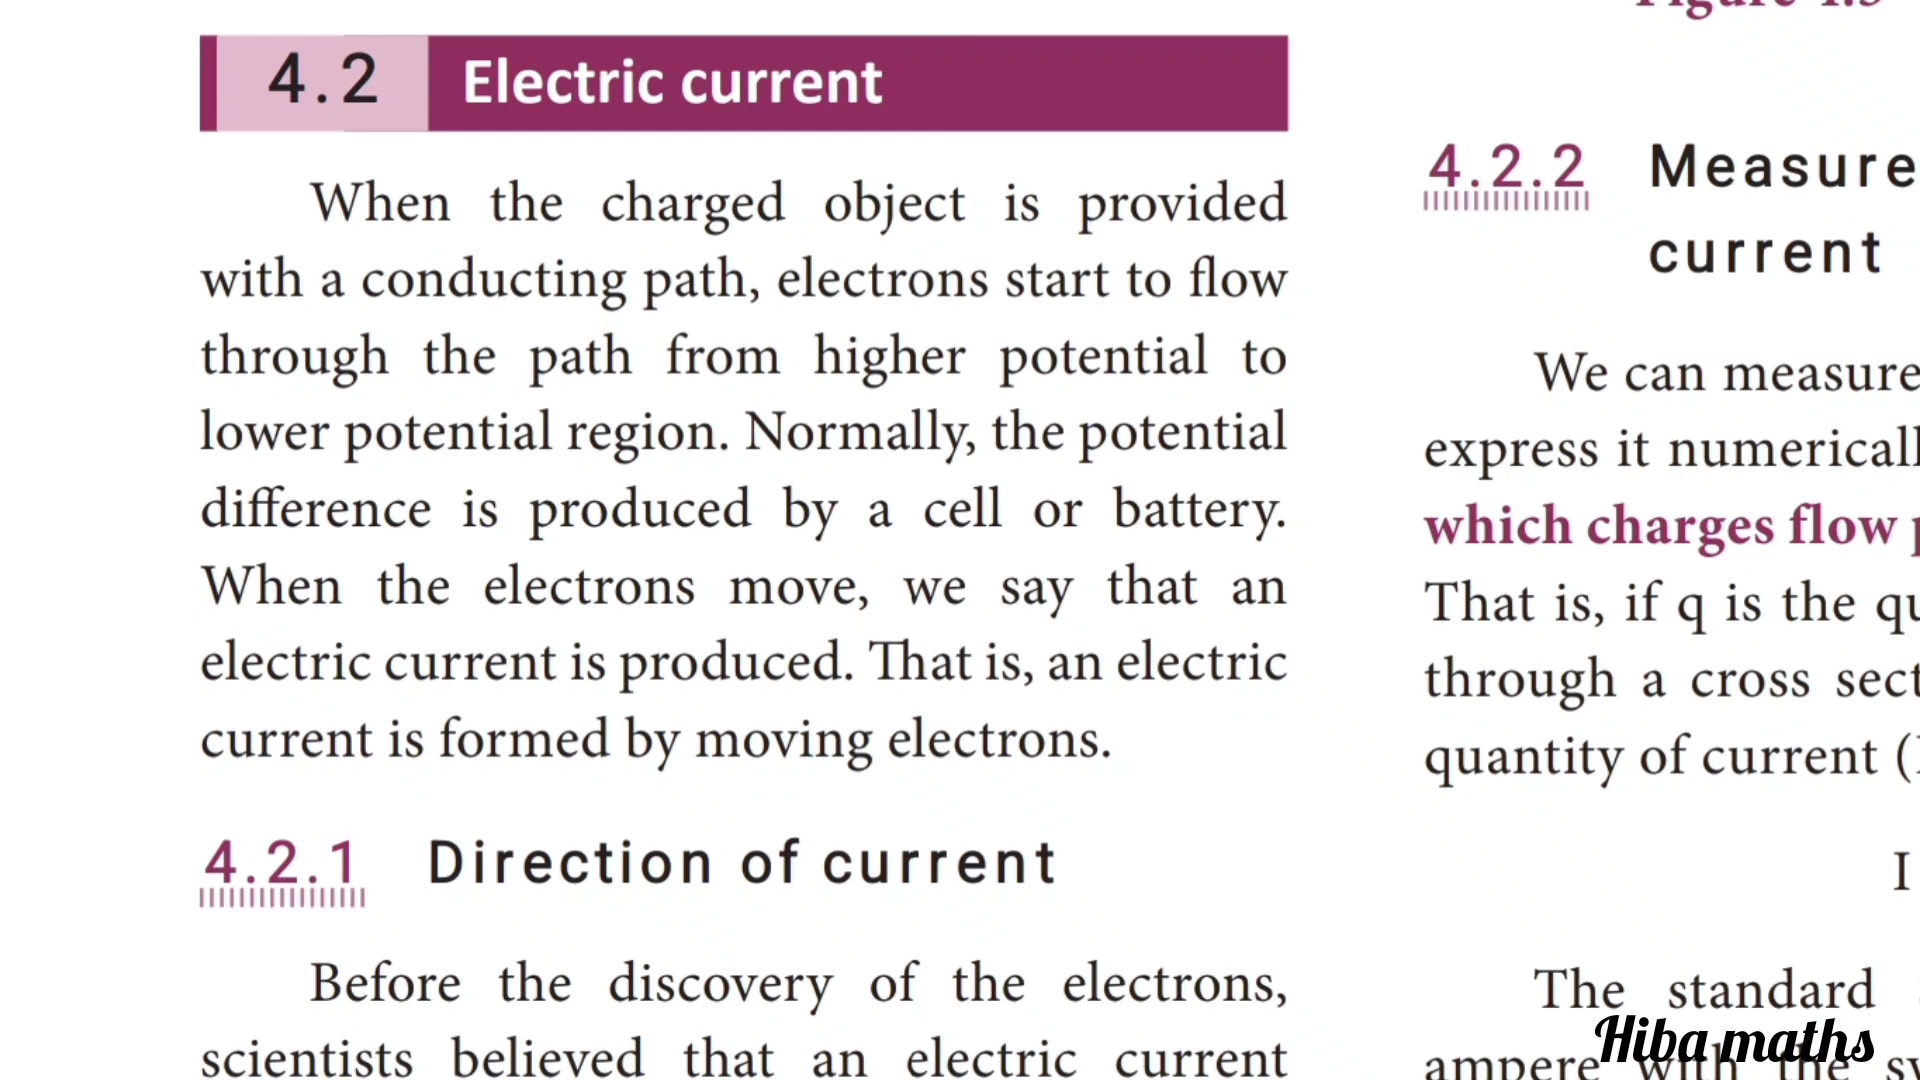 4.2 Electric current
When the charged object is provided
with a conducting path, electrons start to flow
through the path from higher potential to
lower potential region. Normally, the potential
difference is produced by a cell or battery.
When the electrons move, we say that an
electric current is produced. That is, an electric
current is formed by moving electrons.
4.2.1 Direction of current
Before the discovery of the electrons,
scientists believed that an electric current
4.2.2 Measure
current
We can measure
express it numericall
which charges flow
That is, if q is the qu
through a cross sect
quantity of current (
I
The standard
ampere with the sy
Hiba maths